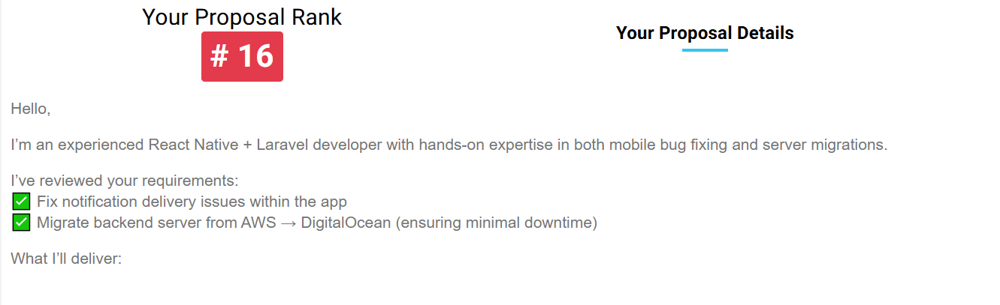 Your Proposal Rank
# 16
Your Proposal Details
Hello,
I’m an experienced React Native + Laravel developer with hands-on expertise in both mobile bug fixing and server migrations.
I’ve reviewed your requirements:
✅ Fix notification delivery issues within the app
✅ Migrate backend server from AWS → DigitalOcean (ensuring minimal downtime)
What I’ll deliver: